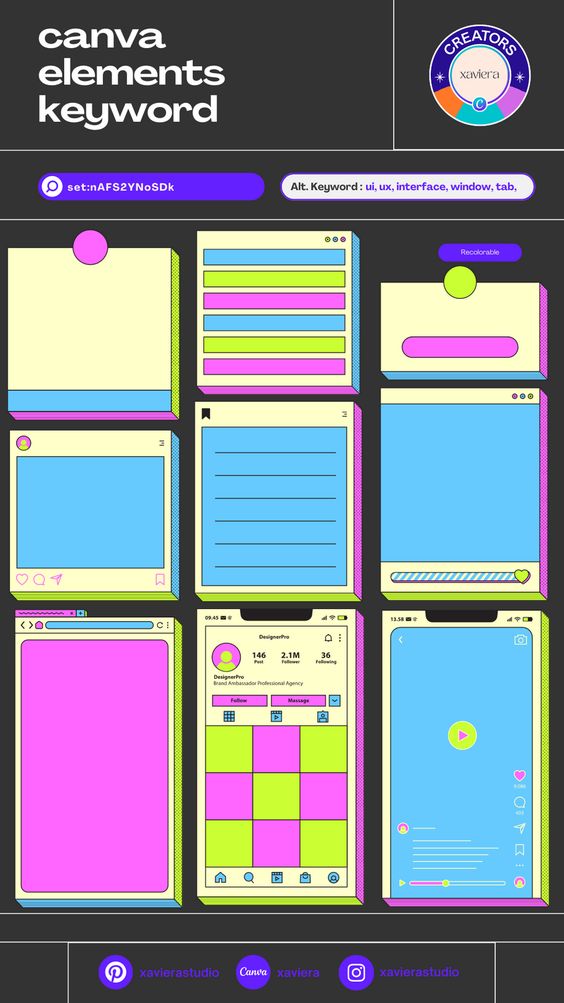 canva
elements
keyword
CREATORS
xaviera
C
set:nAFS2YNoSDk
Alt. Keyword : ui, ux, interface, window, tab,
Recolorable
09.45
DesignerPro
146
Post
2.1M
Follower
36
Following
DesignerPro
Brand Ambassador Professional Agency
Follow
Massage
13.58
xavierastudio
Canva
xaviera
xavierastudio